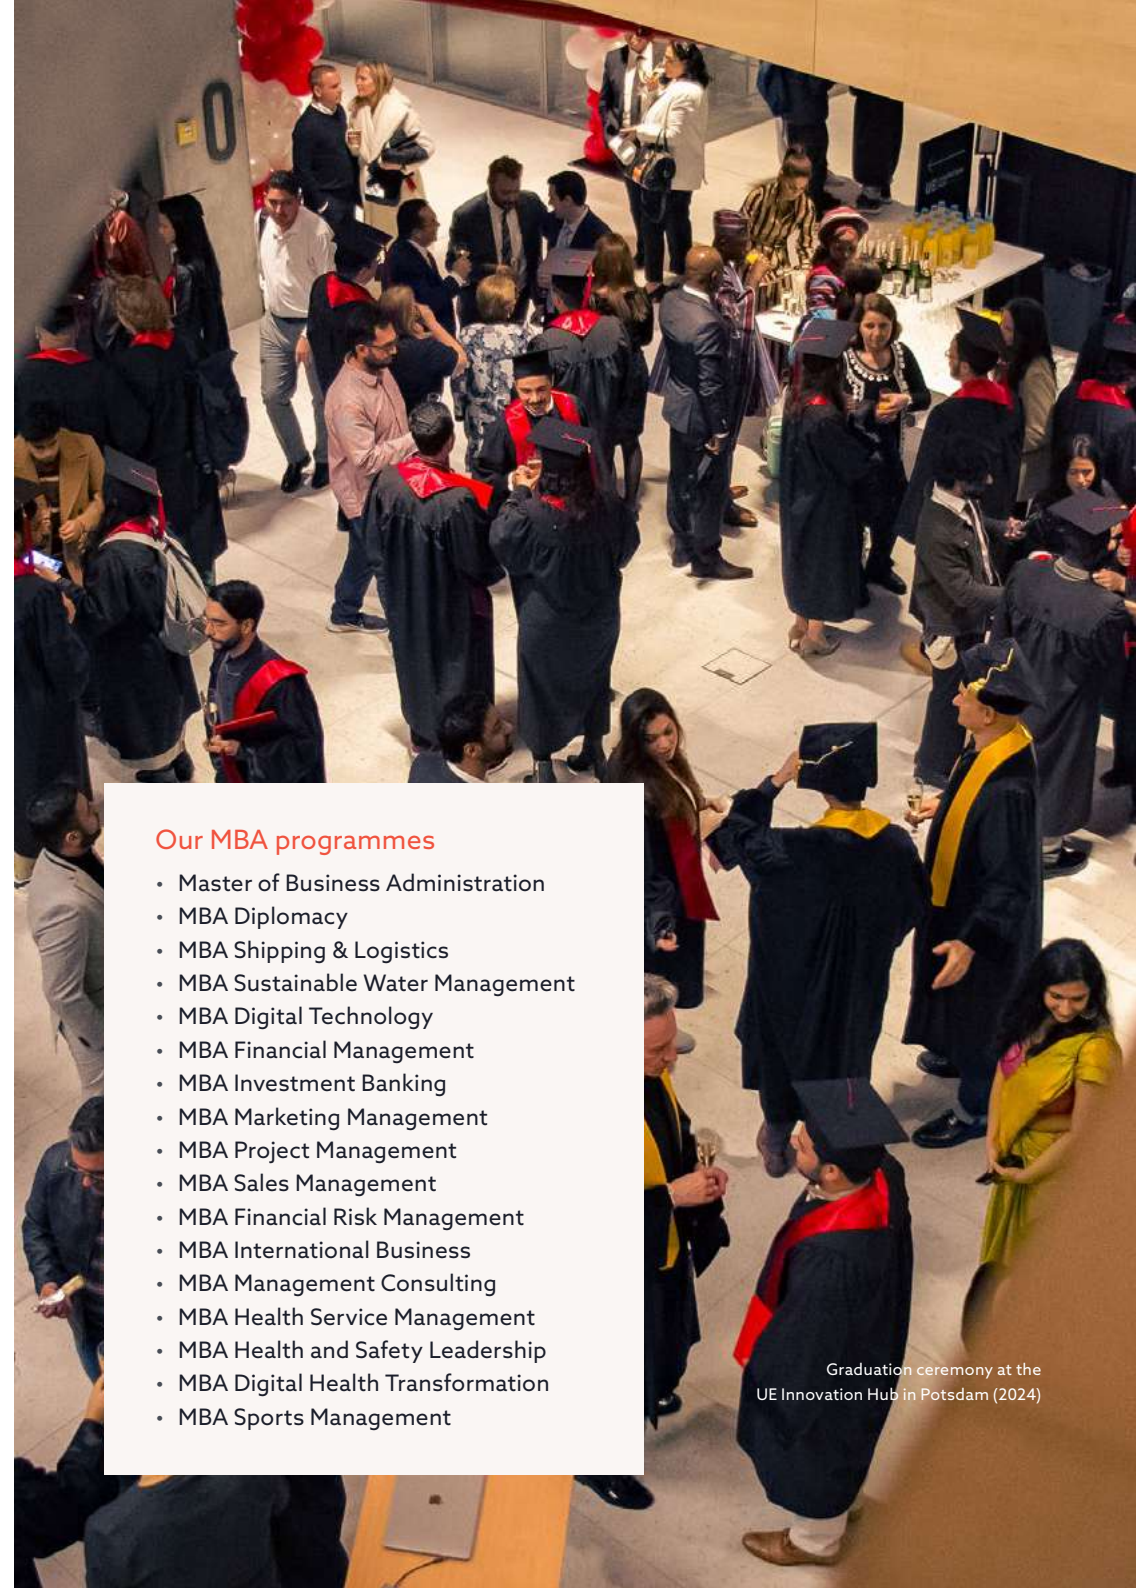 0
UE
Our MBA programmes
• Master of Business Administration
• MBA Diplomacy
• MBA Shipping & Logistics
• MBA Sustainable Water Management
• MBA Digital Technology
• MBA Financial Management
• MBA Investment Banking
• MBA Marketing Management
• MBA Project Management
• MBA Sales Management
• MBA Financial Risk Management
• MBA International Business
• MBA Management Consulting
• MBA Health Service Management
• MBA Health and Safety Leadership
• MBA Digital Health Transformation
• MBA Sports Management
Graduation ceremony at the
UE Innovation Hub in Potsdam (2024)